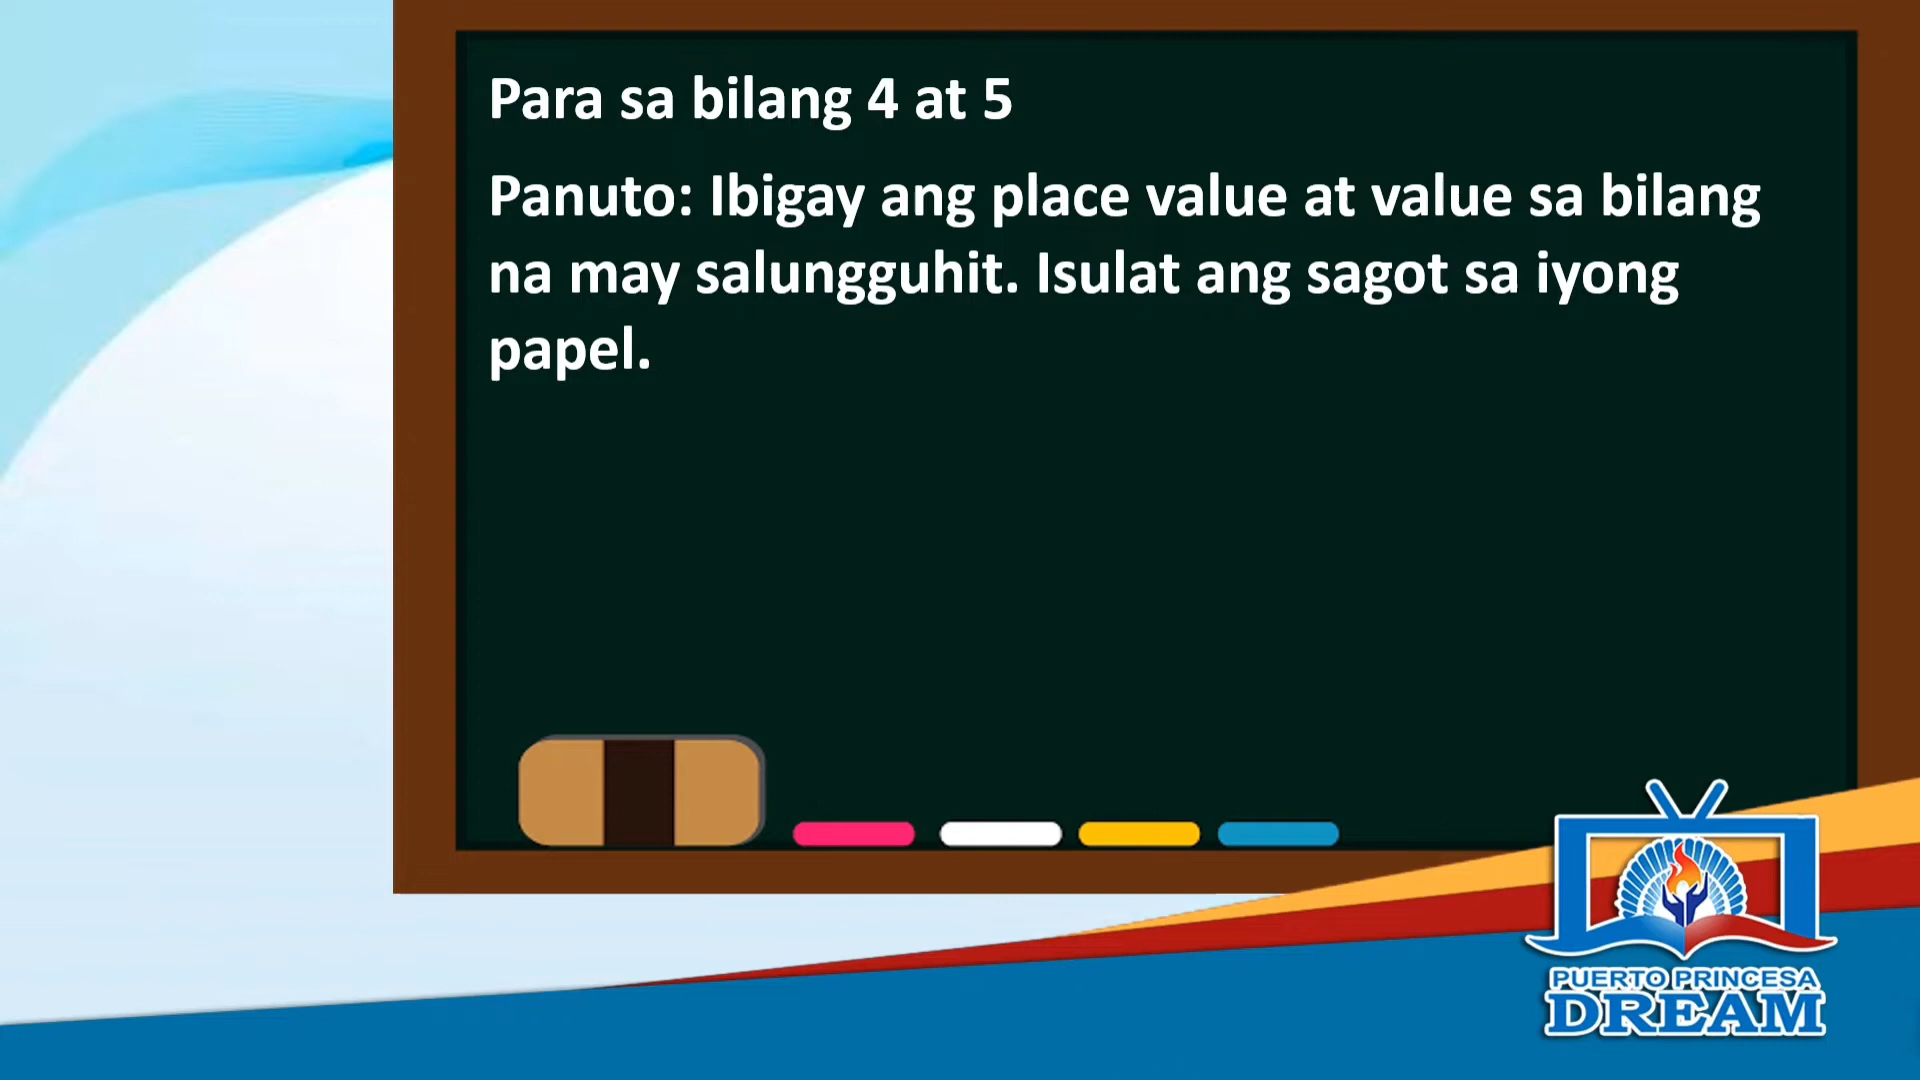 Para sa bilang 4 at 5
Panuto: Ibigay ang place value at value sa bilang
na may salungguhit. Isulat ang sagot sa iyong
papel.
PUERTO PRINCESA
DREAM